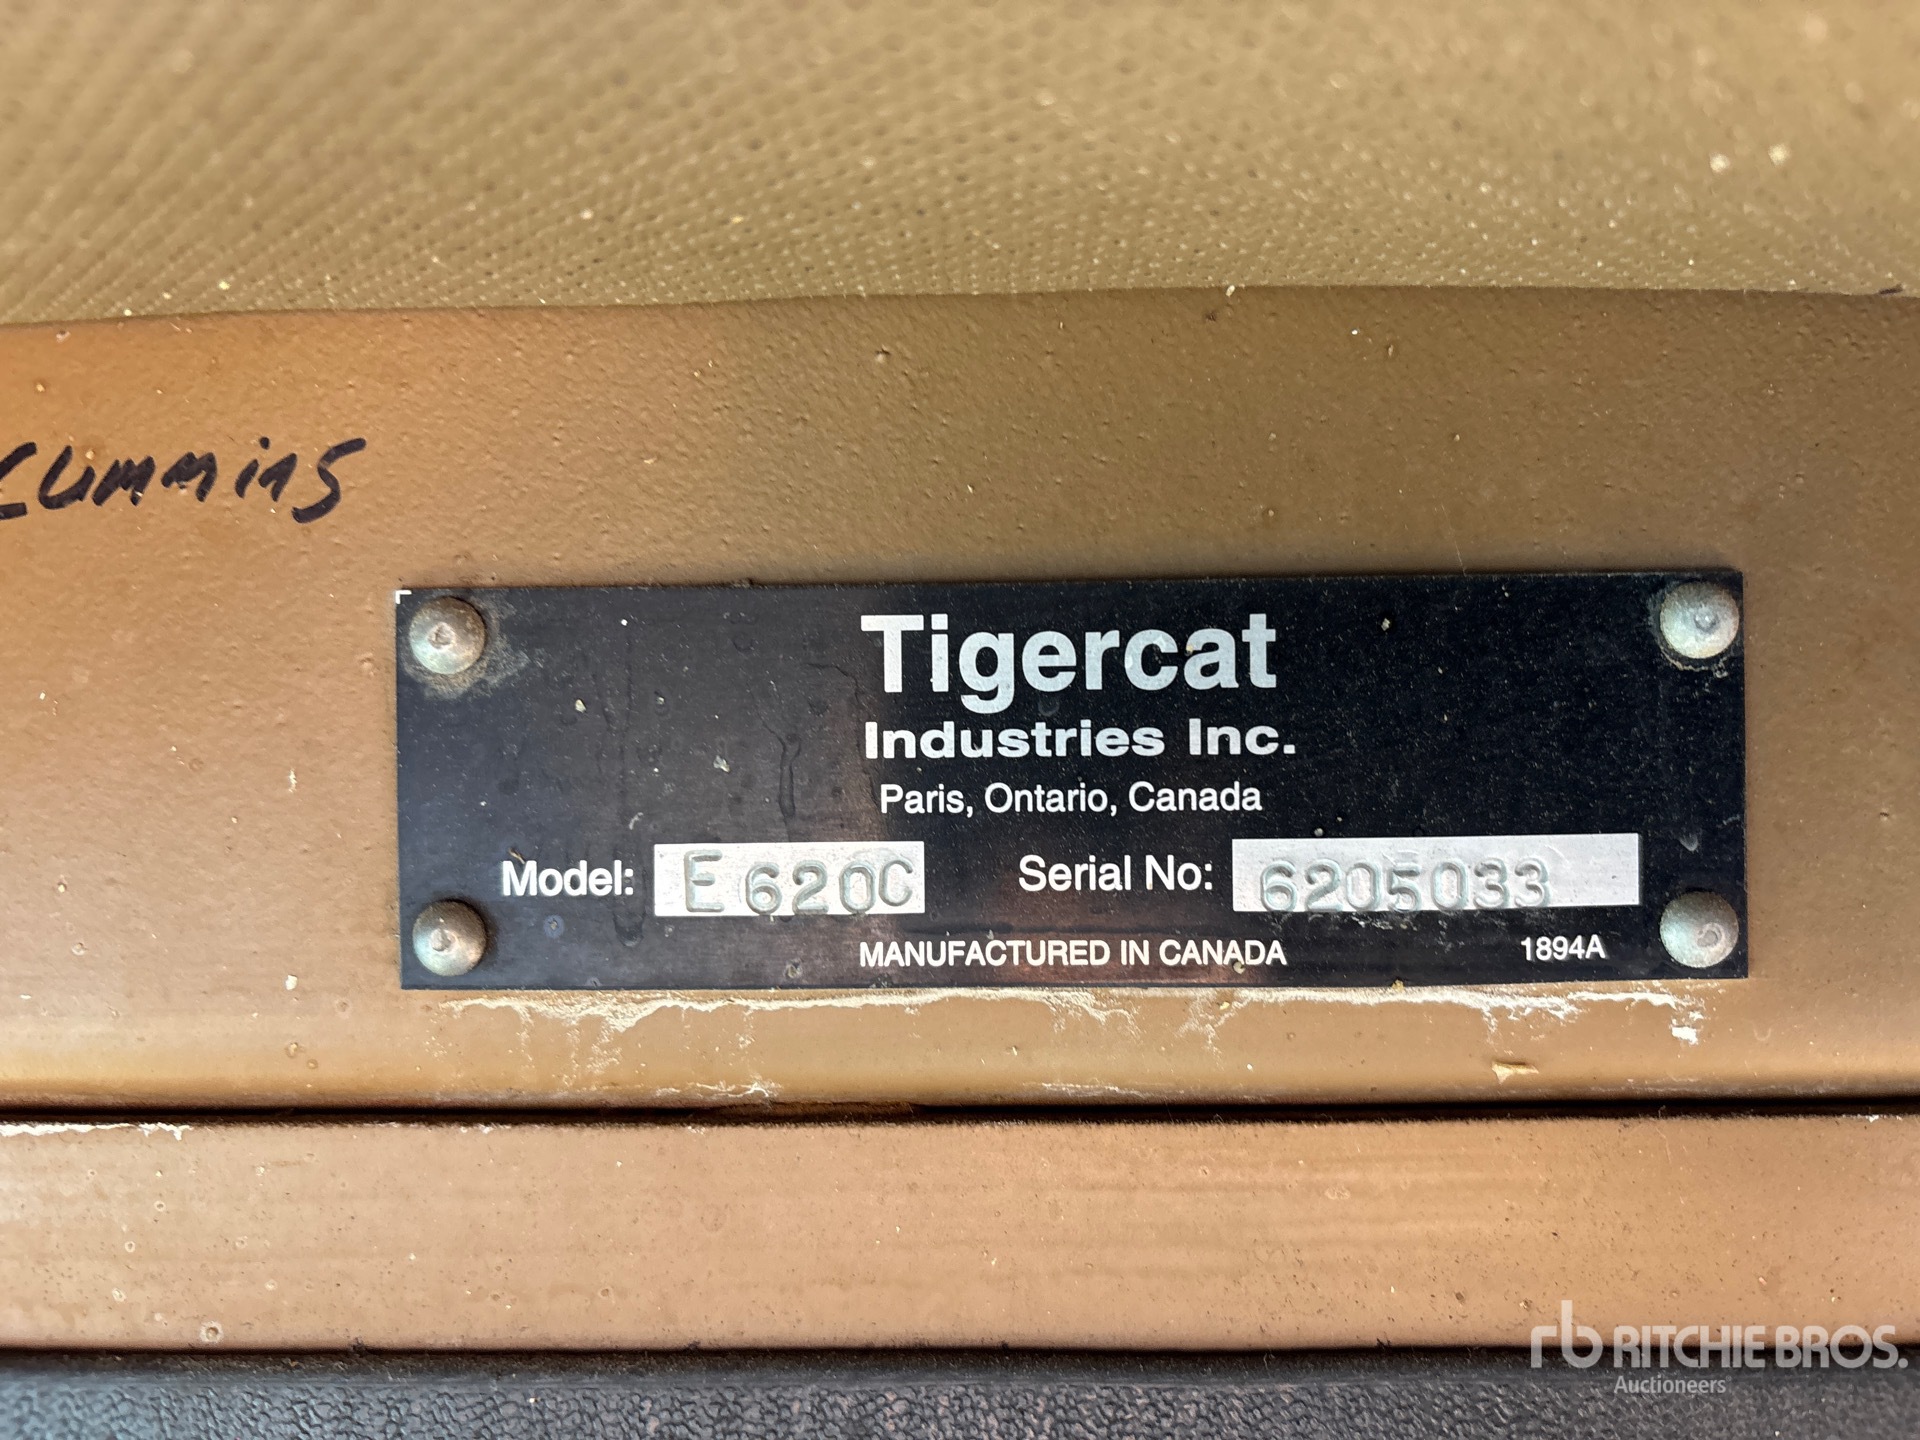 Cummins
Tigercat
Industries Inc.
Paris, Ontario, Canada
Model: E620C Serial No: 6205033
MANUFACTURED IN CANADA 1894A
rb RITCHIE BROS.
Auctioneers